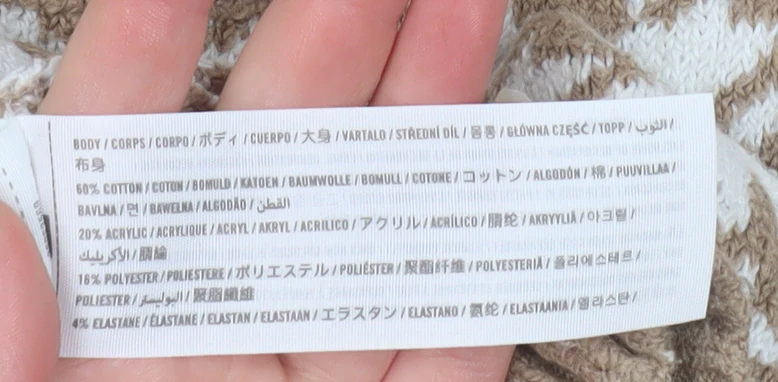 BODY / CORPS / CORPO / ボディ / CUERPO / 大身 / VARTALO / STŘEDNÍ DÍL / 몸통 / GŁÓWNA CZĘŚĆ / TOPP / الثوب /
布身
60% COTTON / COTON / BOMULD / KATOEN / BAUMWOLLE / BOMULL / COTONE / コットン / ALGODÓN / 棉 / PUUVILLAA /
BAVLNA / 면 / BAWEŁNA / ALGODÃO / القطن
20% ACRYLIC / ACRYLIQUE / ACRYL / AKRYL / ACRILICO / アクリル / ACRÍLICO / 腈纶 / AKRYYLIÄ / 아크릴 /
الأكريليك / 腈綸
16% POLYESTER / POLIESTERE / ポリエステル / POLIÉSTER / 聚酯纤维 / POLYESTERIÄ / 폴리에스테르 /
POLIESTER / البوليستر / 聚脂纖維
4% ELASTANE / ÉLASTANE / ELASTAN / ELASTAAN / エラスタン / ELASTANO / 氨纶 / ELASTAANIA / 엘라스탄 /